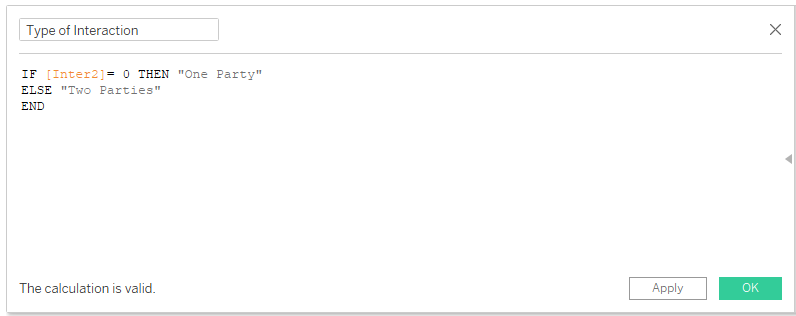 Type of Interaction
IF [Inter2]= 0 THEN "One Party"
ELSE "Two Parties"
END
The calculation is valid.
Apply
OK